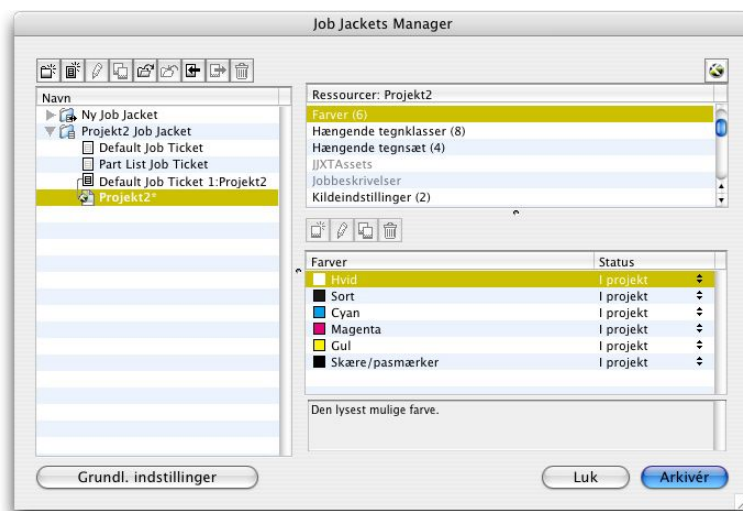 Job Jackets Manager
Navn
Ny Job Jacket
Projekt2 Job Jacket
Default Job Ticket
Part List Job Ticket
Default Job Ticket 1:Projekt2
Projekt2*
Ressourcer: Projekt2
Farver (6)
Hængende tegnklasser (8)
Hængende tegnsæt (4)
JJXTAssets
Jobbeskrivelser
Kildeindstillinger (2)
Farver Status
Hvid I projekt
Sort I projekt
Cyan I projekt
Magenta I projekt
Gul I projekt
Skære/pasmærker I projekt
Den lysest mulige farve.
Grundl. indstillinger
Luk
Arkivér